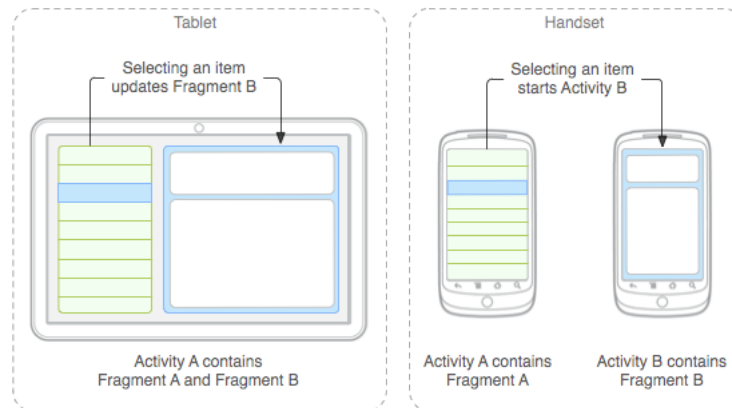 Tablet
Selecting an item
updates Fragment B
Activity A contains
Fragment A and Fragment B
Handset
Selecting an item
starts Activity B
Activity A contains
Fragment A
Activity B contains
Fragment B